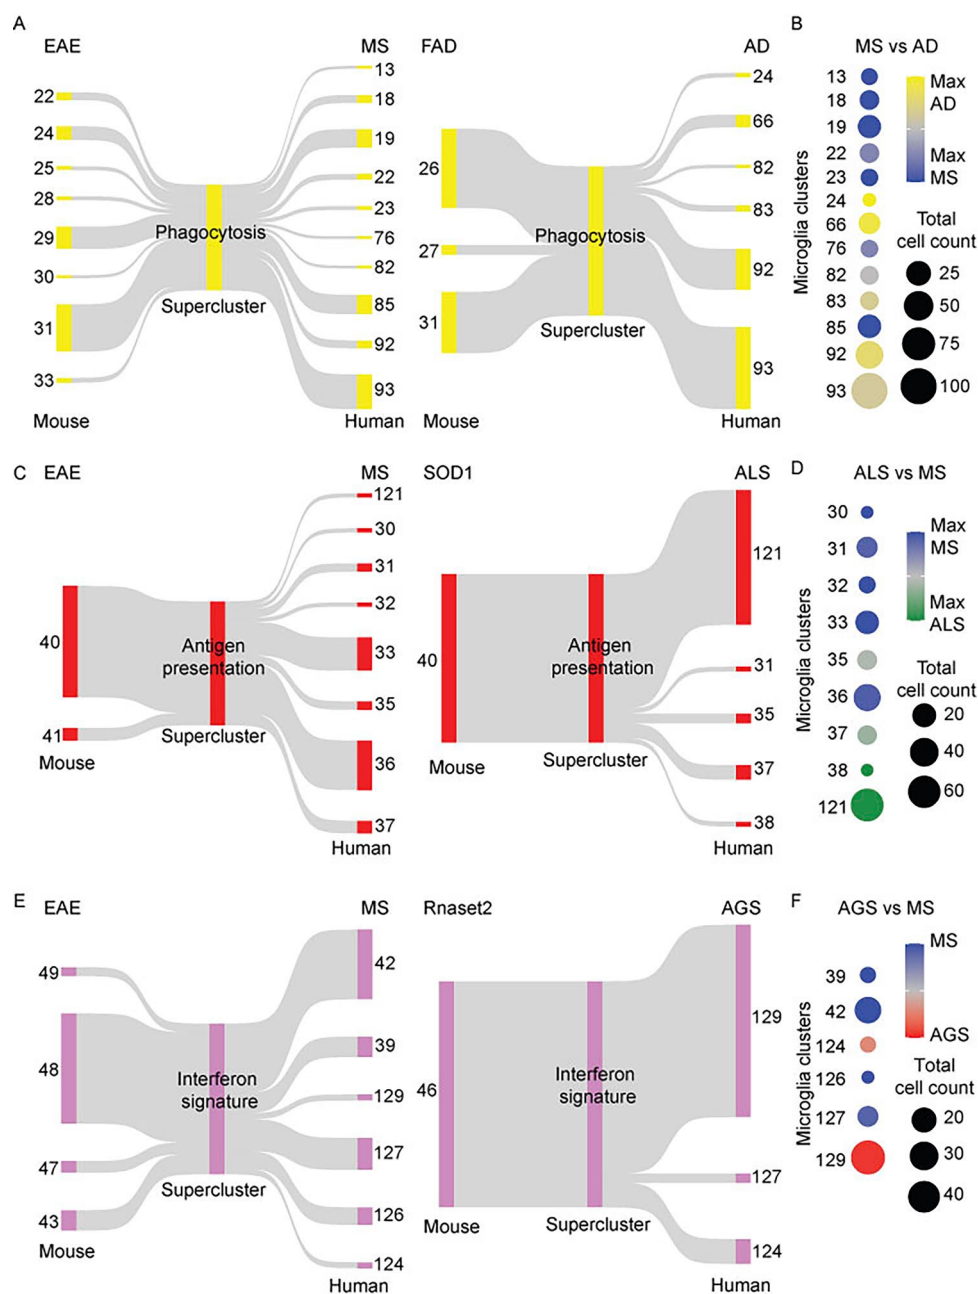 A
EAE
MS
22
24
25
28
29
30
31
33
Mouse
Phagocytosis
Supercluster
13
18
19
22
23
76
82
85
92
93
Human
FAD
AD
26
27
31
Mouse
Phagocytosis
Supercluster
24
66
82
83
92
93
Human
B
MS vs AD
Microglia clusters
13
18
19
22
23
24
66
76
82
83
85
92
93
Max
AD
Max
MS
Total
cell count
25
50
75
100
C
EAE
MS
40
41
Mouse
Antigen
presentation
Supercluster
121
30
31
32
33
35
36
37
Human
SOD1
ALS
40
Mouse
Antigen
presentation
Supercluster
121
31
35
37
38
Human
D
ALS vs MS
Microglia clusters
30
31
32
33
35
36
37
38
121
Max
MS
Max
ALS
Total
cell count
20
40
60
E
EAE
MS
49
48
47
43
Mouse
Interferon
signature
Supercluster
42
39
129
127
126
124
Human
Rnaset2
AGS
46
Mouse
Interferon
signature
Supercluster
129
127
124
Human
F
AGS vs MS
Microglia clusters
39
42
124
126
127
129
MS
AGS
Total
cell count
20
30
40